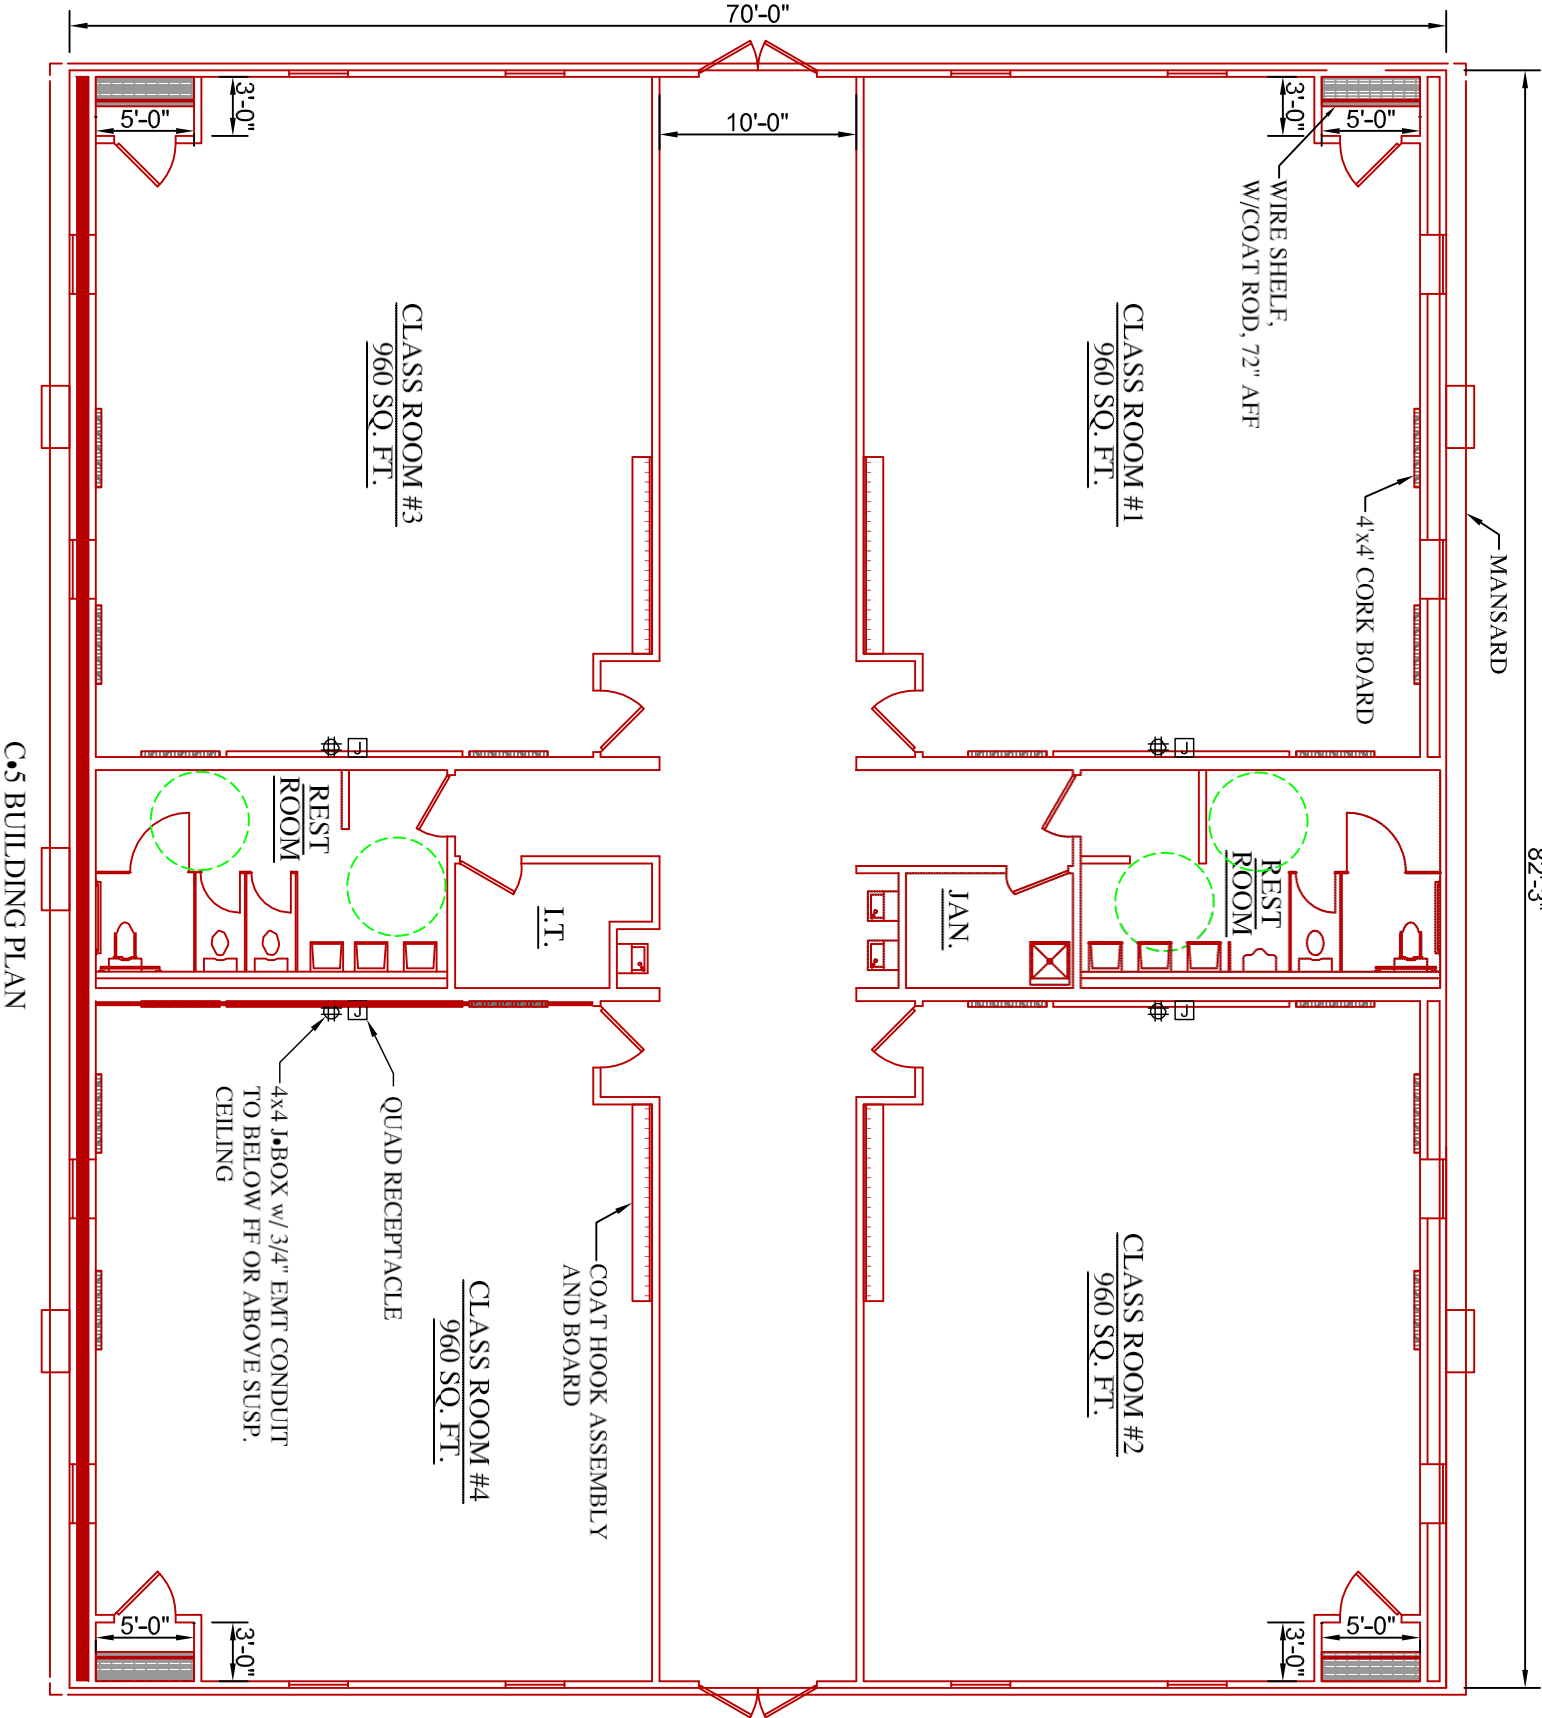 70'-0"
3'-0"
5'-0"
10'-0"
3'-0"
5'-0"
WIRE SHELF,
W/COAT ROD, 72" AFF
CLASS ROOM #3
960 SQ. FT.
CLASS ROOM #1
960 SQ. FT.
4'x4' CORK BOARD
MANSARD
82'-3"
J
J
REST
ROOM
I.T.
JAN.
REST
ROOM
J
J
4x4 J•BOX w/ 3/4" EMT CONDUIT
TO BELOW FF OR ABOVE SUSP.
CEILING
QUAD RECEPTACLE
COAT HOOK ASSEMBLY
AND BOARD
CLASS ROOM #4
960 SQ. FT.
CLASS ROOM #2
960 SQ. FT.
5'-0"
3'-0"
3'-0"
5'-0"
C•5 BUILDING PLAN